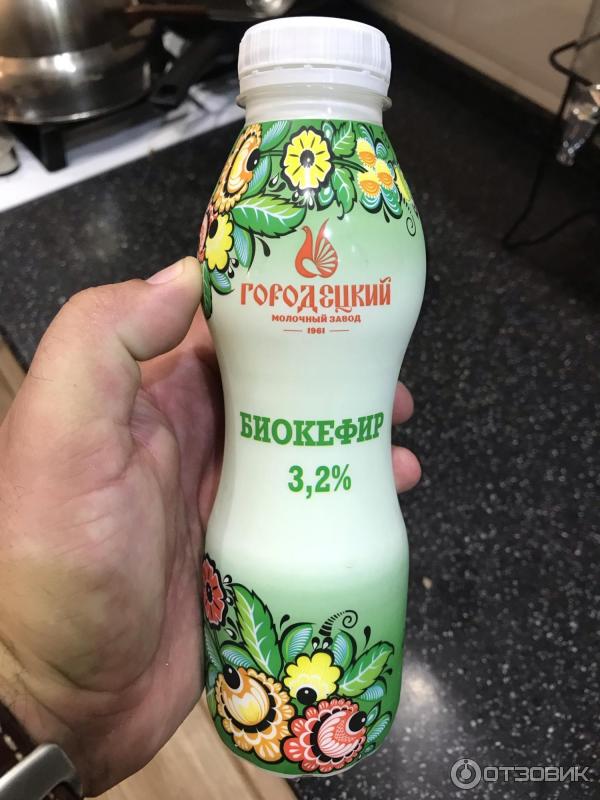 ГОРОДЕЦКИЙ
МОЛОЧНЫЙ ЗАВОД
1961
БИОКЕФИР
3,2%
ОТЗОВИК